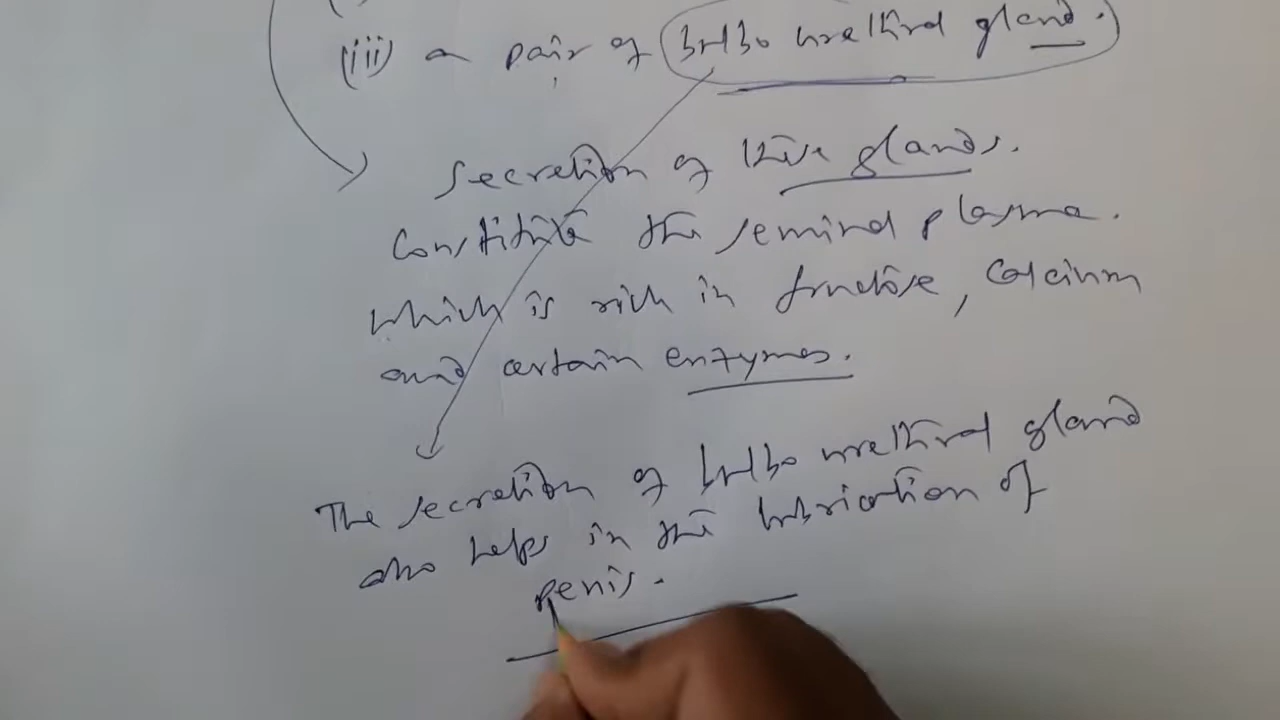 (iii) a pair of bulbo urethral gland.
Secretion of this glands.
Constitute the seminal plasma.
which is rich in fructose, calcium
and certain enzymes.
The secretion of bulbo urethral gland
also helps in the lubrication of
penis.